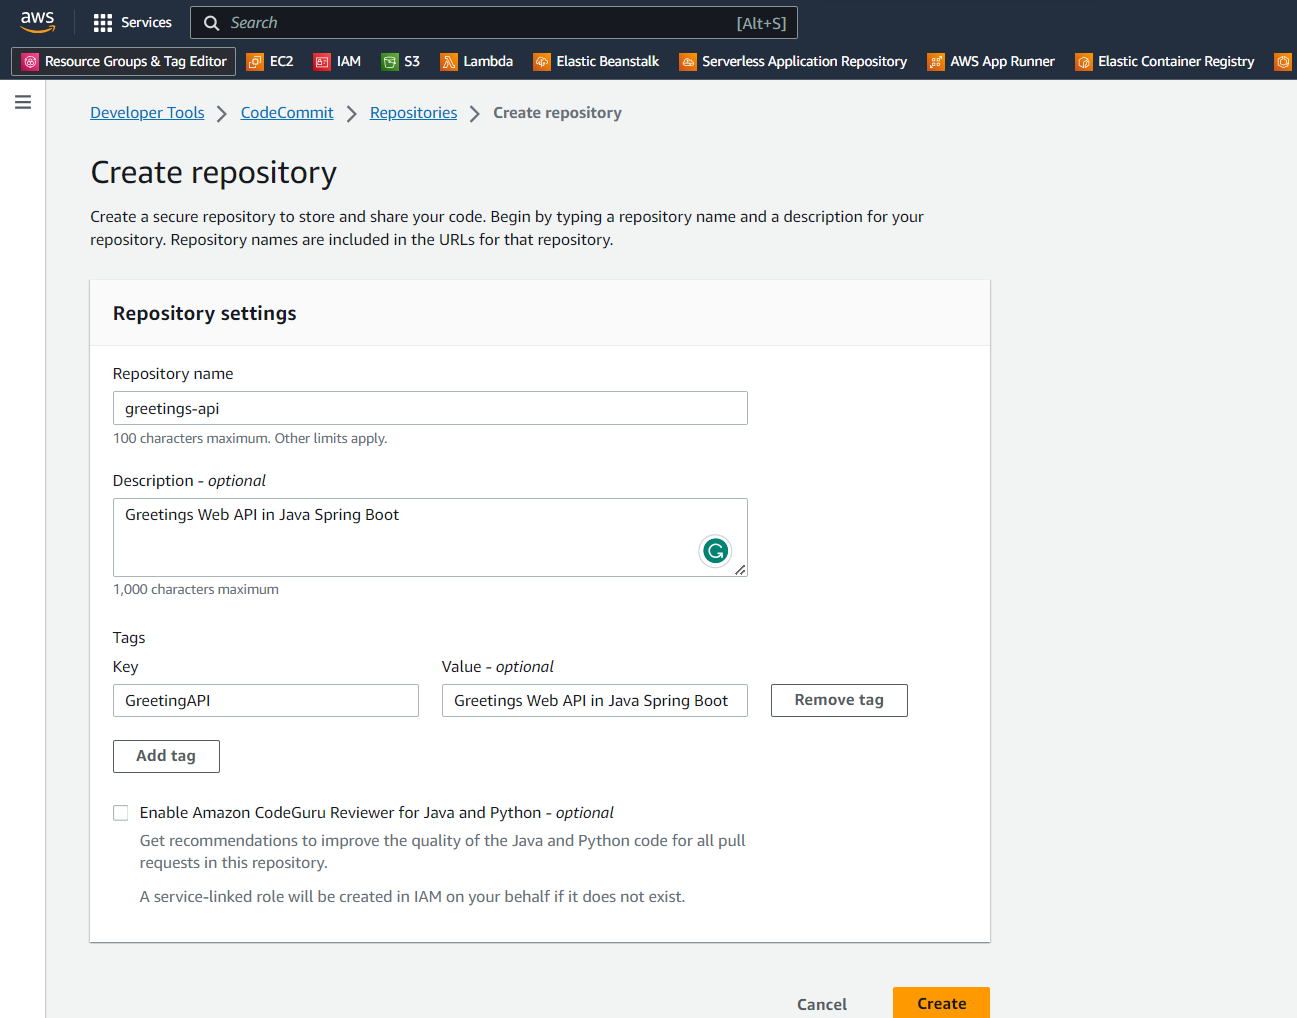 aws
Services
Search
[Alt+S]
Resource Groups & Tag Editor
EC2
IAM
S3
Lambda
Elastic Beanstalk
Serverless Application Repository
AWS App Runner
Elastic Container Registry
Developer Tools
CodeCommit
Repositories
Create repository
Create repository
Create a secure repository to store and share your code. Begin by typing a repository name and a description for your
repository. Repository names are included in the URLs for that repository.
Repository settings
Repository name
greetings-api
100 characters maximum. Other limits apply.
Description - optional
Greetings Web API in Java Spring Boot
1,000 characters maximum
Tags
Key
Value - optional
GreetingAPI
Greetings Web API in Java Spring Boot
Remove tag
Add tag
Enable Amazon CodeGuru Reviewer for Java and Python - optional
Get recommendations to improve the quality of the Java and Python code for all pull
requests in this repository.
A service-linked role will be created in IAM on your behalf if it does not exist.
Cancel
Create